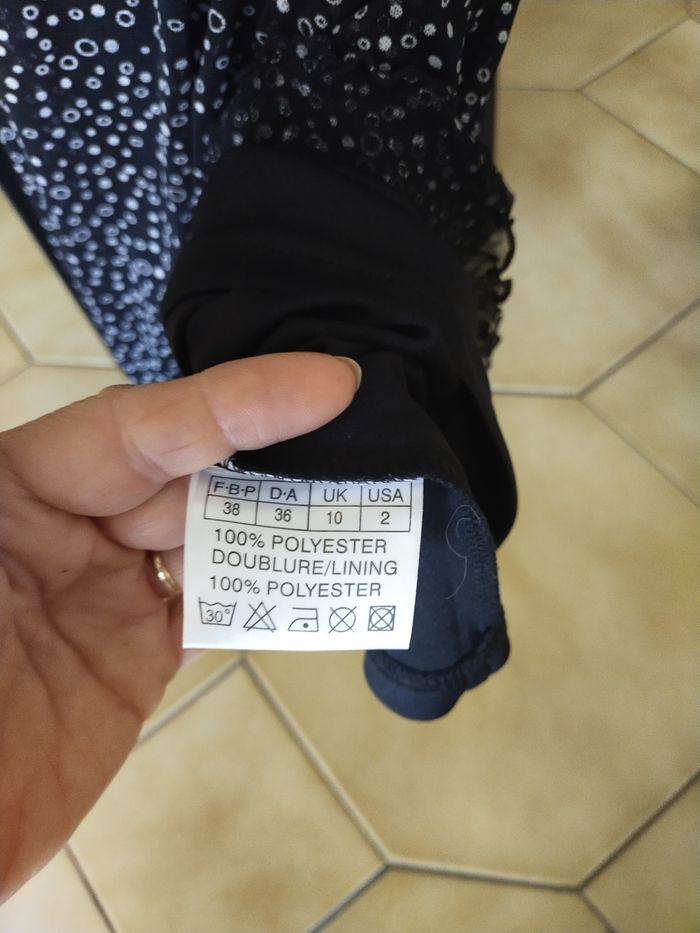 F·B·P D·A UK USA
38 36 10 2
100% POLYESTER
DOUBLURE/LINING
100% POLYESTER
30°